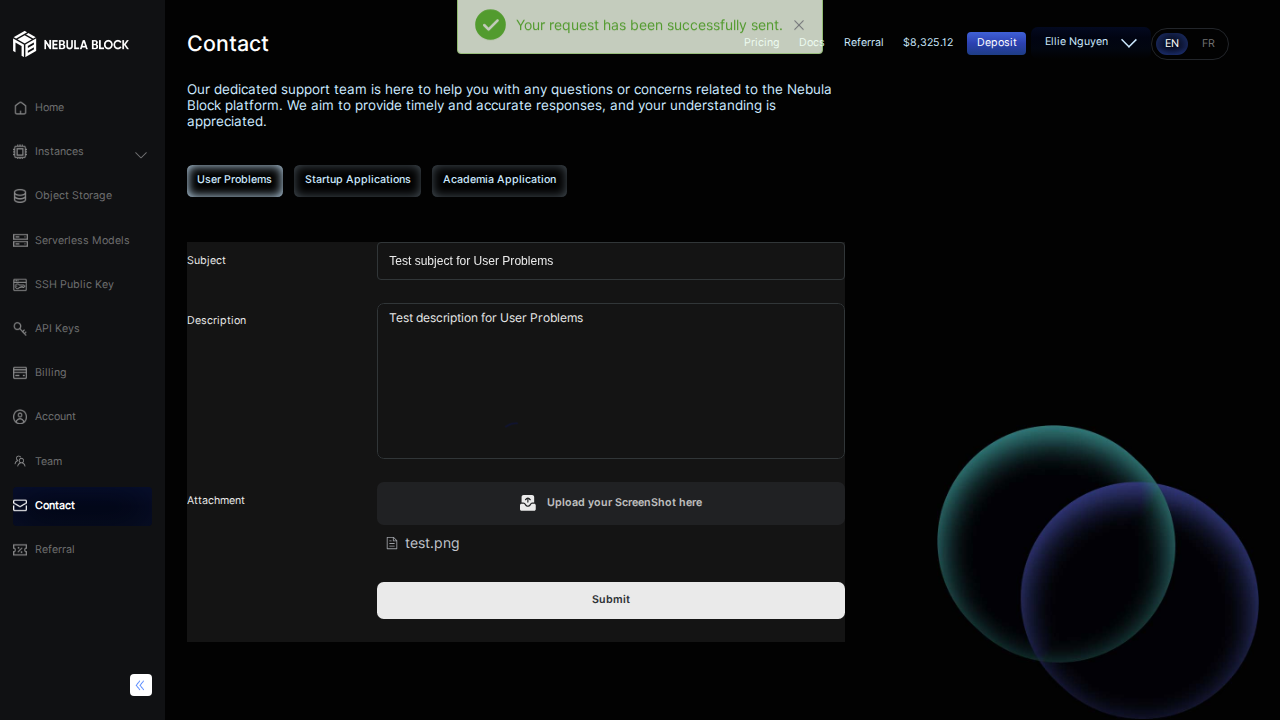 Your request has been successfully sent.
NEBULA BLOCK
Contact
Pricing
Docs
Referral
$8,325.12
Deposit
Ellie Nguyen
EN
FR
Home
Instances
Object Storage
Serverless Models
SSH Public Key
API Keys
Billing
Account
Team
Contact
Referral
Our dedicated support team is here to help you with any questions or concerns related to the Nebula
Block platform. We aim to provide timely and accurate responses, and your understanding is
appreciated.
User Problems
Startup Applications
Academia Application
Subject
Test subject for User Problems
Description
Test description for User Problems
Attachment
Upload your ScreenShot here
test.png
Submit